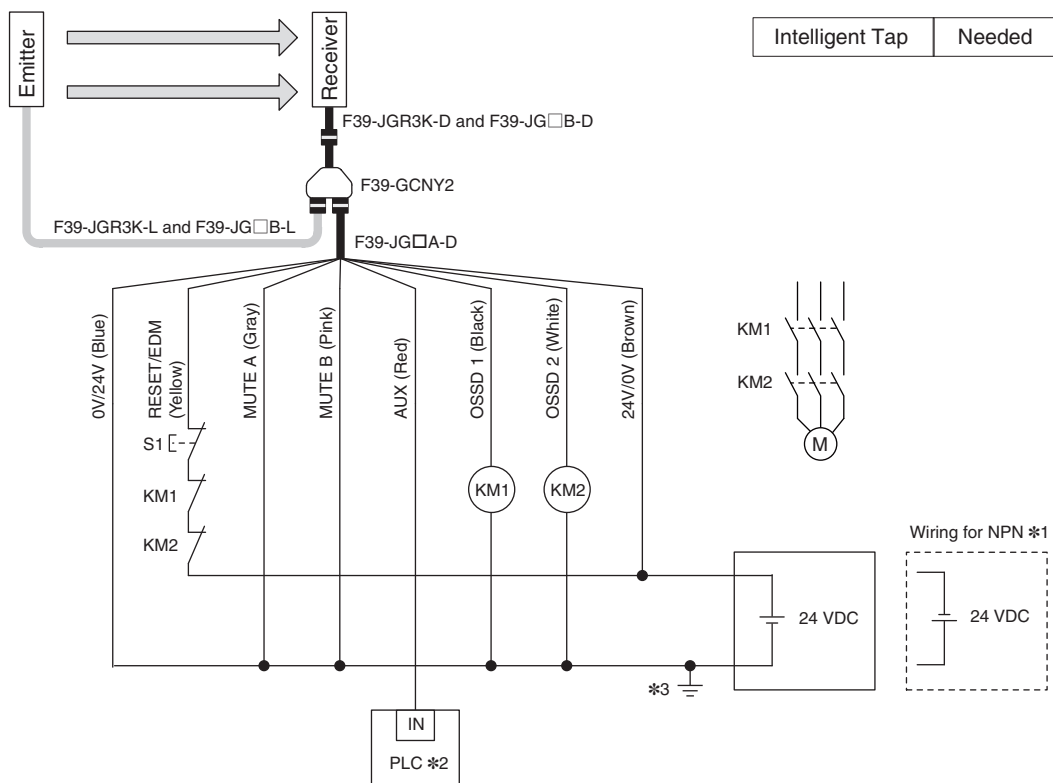 Intelligent Tap Needed
Emitter
Receiver
F39-JGR3K-D and F39-JG□B-D
F39-GCNY2
F39-JGR3K-L and F39-JG□B-L
F39-JG□A-D
0V/24V (Blue)
RESET/EDM
(Yellow)
MUTE A (Gray)
MUTE B (Pink)
AUX (Red)
OSSD 1 (Black)
OSSD 2 (White)
24V/0V (Brown)
KM1
KM2
M
S1
KM1
KM2
KM1
KM2
24 VDC
Wiring for NPN ✱1
24 VDC
✱3
IN
PLC ✱2